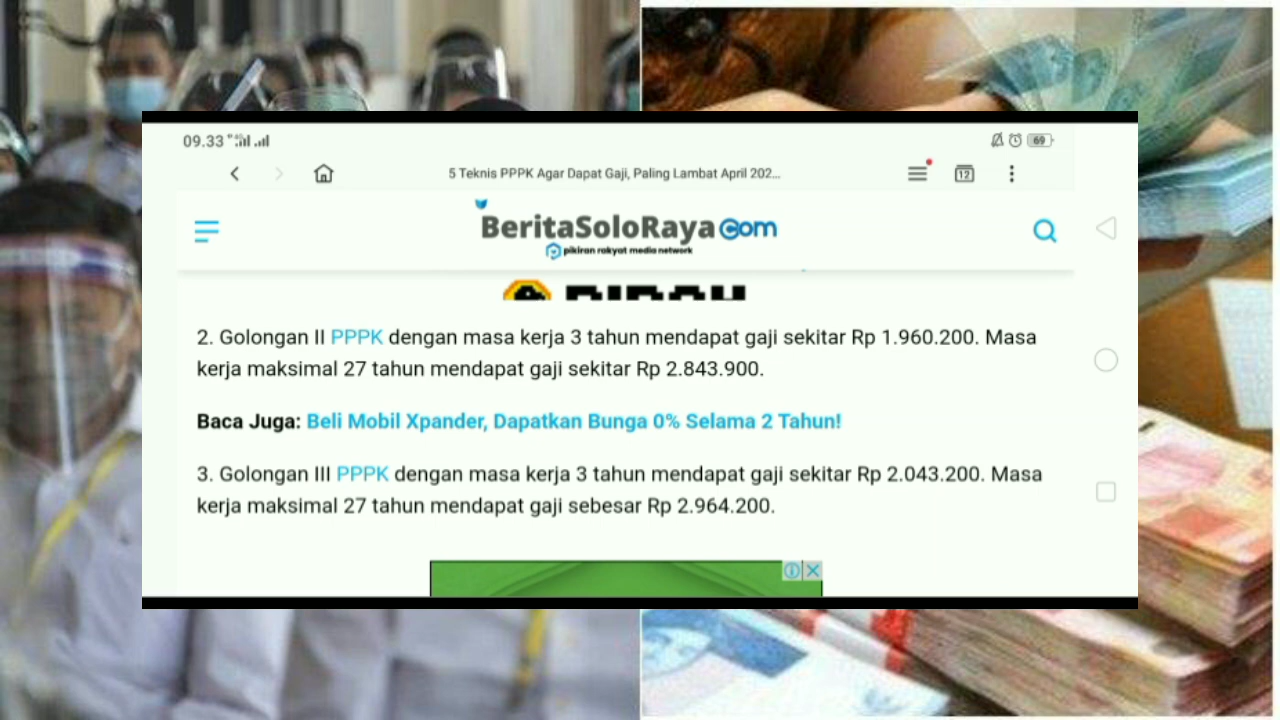 09.33
69
5 Teknis PPPK Agar Dapat Gaji, Paling Lambat April 202...
12
BeritaSoloRaya com
pikiran rakyat media network
2. Golongan II PPPK dengan masa kerja 3 tahun mendapat gaji sekitar Rp 1.960.200. Masa
kerja maksimal 27 tahun mendapat gaji sekitar Rp 2.843.900.
Baca Juga: Beli Mobil Xpander, Dapatkan Bunga 0% Selama 2 Tahun!
3. Golongan III PPPK dengan masa kerja 3 tahun mendapat gaji sekitar Rp 2.043.200. Masa
kerja maksimal 27 tahun mendapat gaji sebesar Rp 2.964.200.